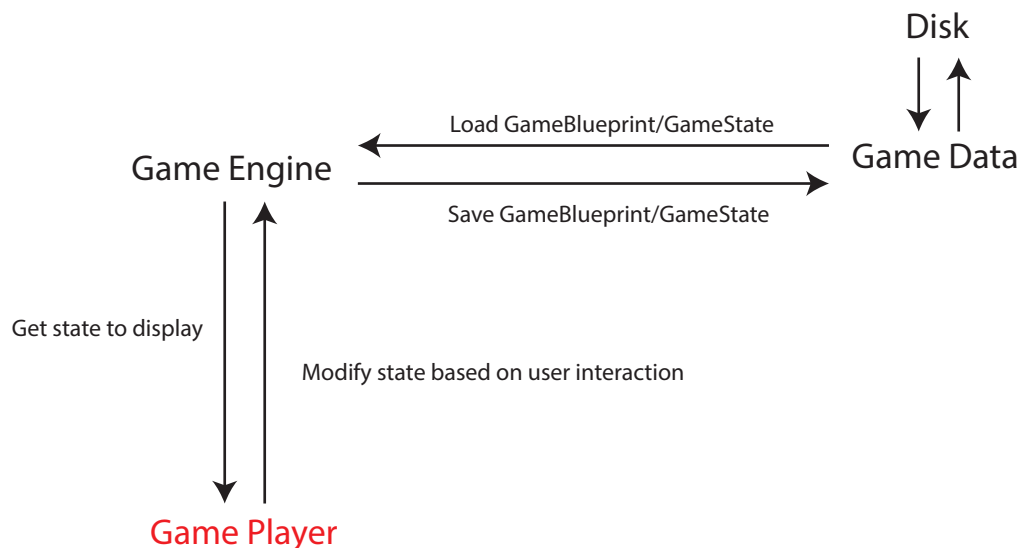 Disk
Load GameBlueprint/GameState
Game Engine
Game Data
Save GameBlueprint/GameState
Get state to display
Modify state based on user interaction
Game Player